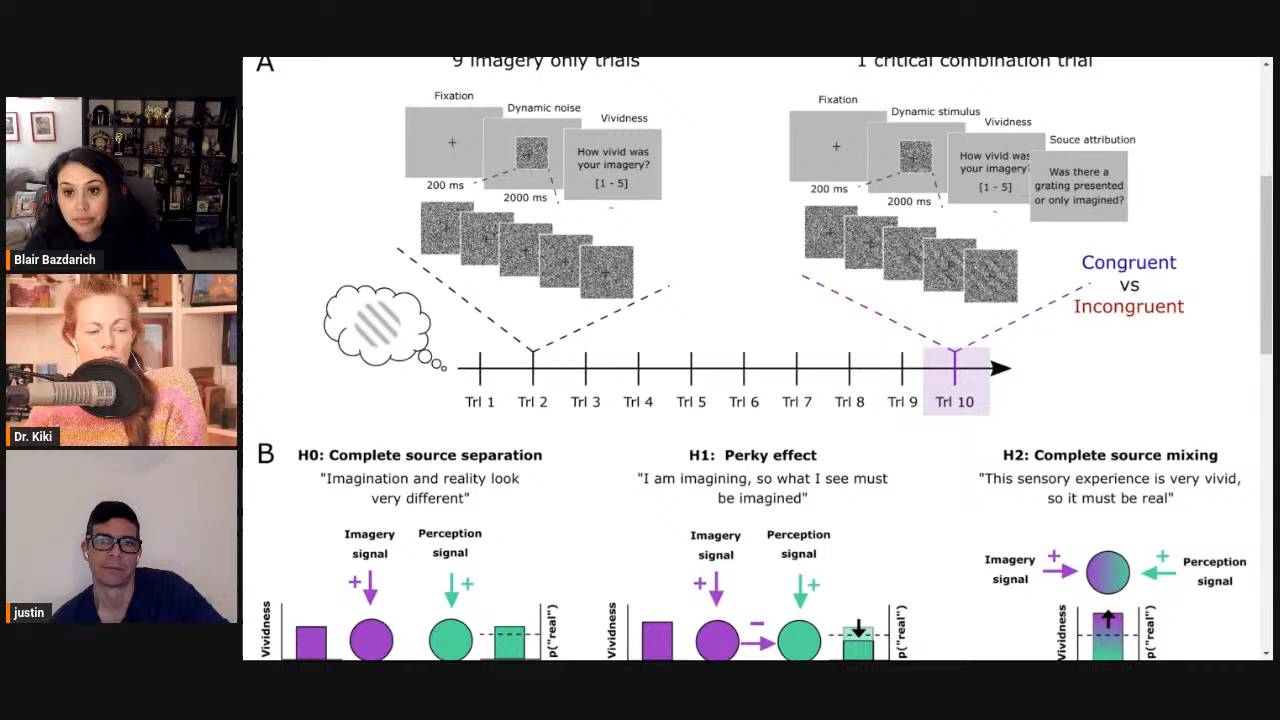 A
9 imagery only trials
1 critical combination trial
Fixation
Dynamic noise
Vividness
How vivid was
your imagery?
[1 - 5]
200 ms
2000 ms
Fixation
Dynamic stimulus
Vividness
Souce attribution
How vivid was
your imagery?
[1 - 5]
Was there a
grating presented
or only imagined?
200 ms
2000 ms
Congruent
vs
Incongruent
Trl 1
Trl 2
Trl 3
Trl 4
Trl 5
Trl 6
Trl 7
Trl 8
Trl 9
Trl 10
B
H0: Complete source separation
"Imagination and reality look
very different"
Imagery
signal
Perception
signal
+
+
Vividness
p("real")
H1: Perky effect
"I am imagining, so what I see must
be imagined"
Imagery
signal
Perception
signal
+
+
−
Vividness
p("real")
H2: Complete source mixing
"This sensory experience is very vivid,
so it must be real"
Imagery
signal
+
+
Perception
signal
Vividness
p("real")
Blair Bazdarich
Dr. Kiki
justin